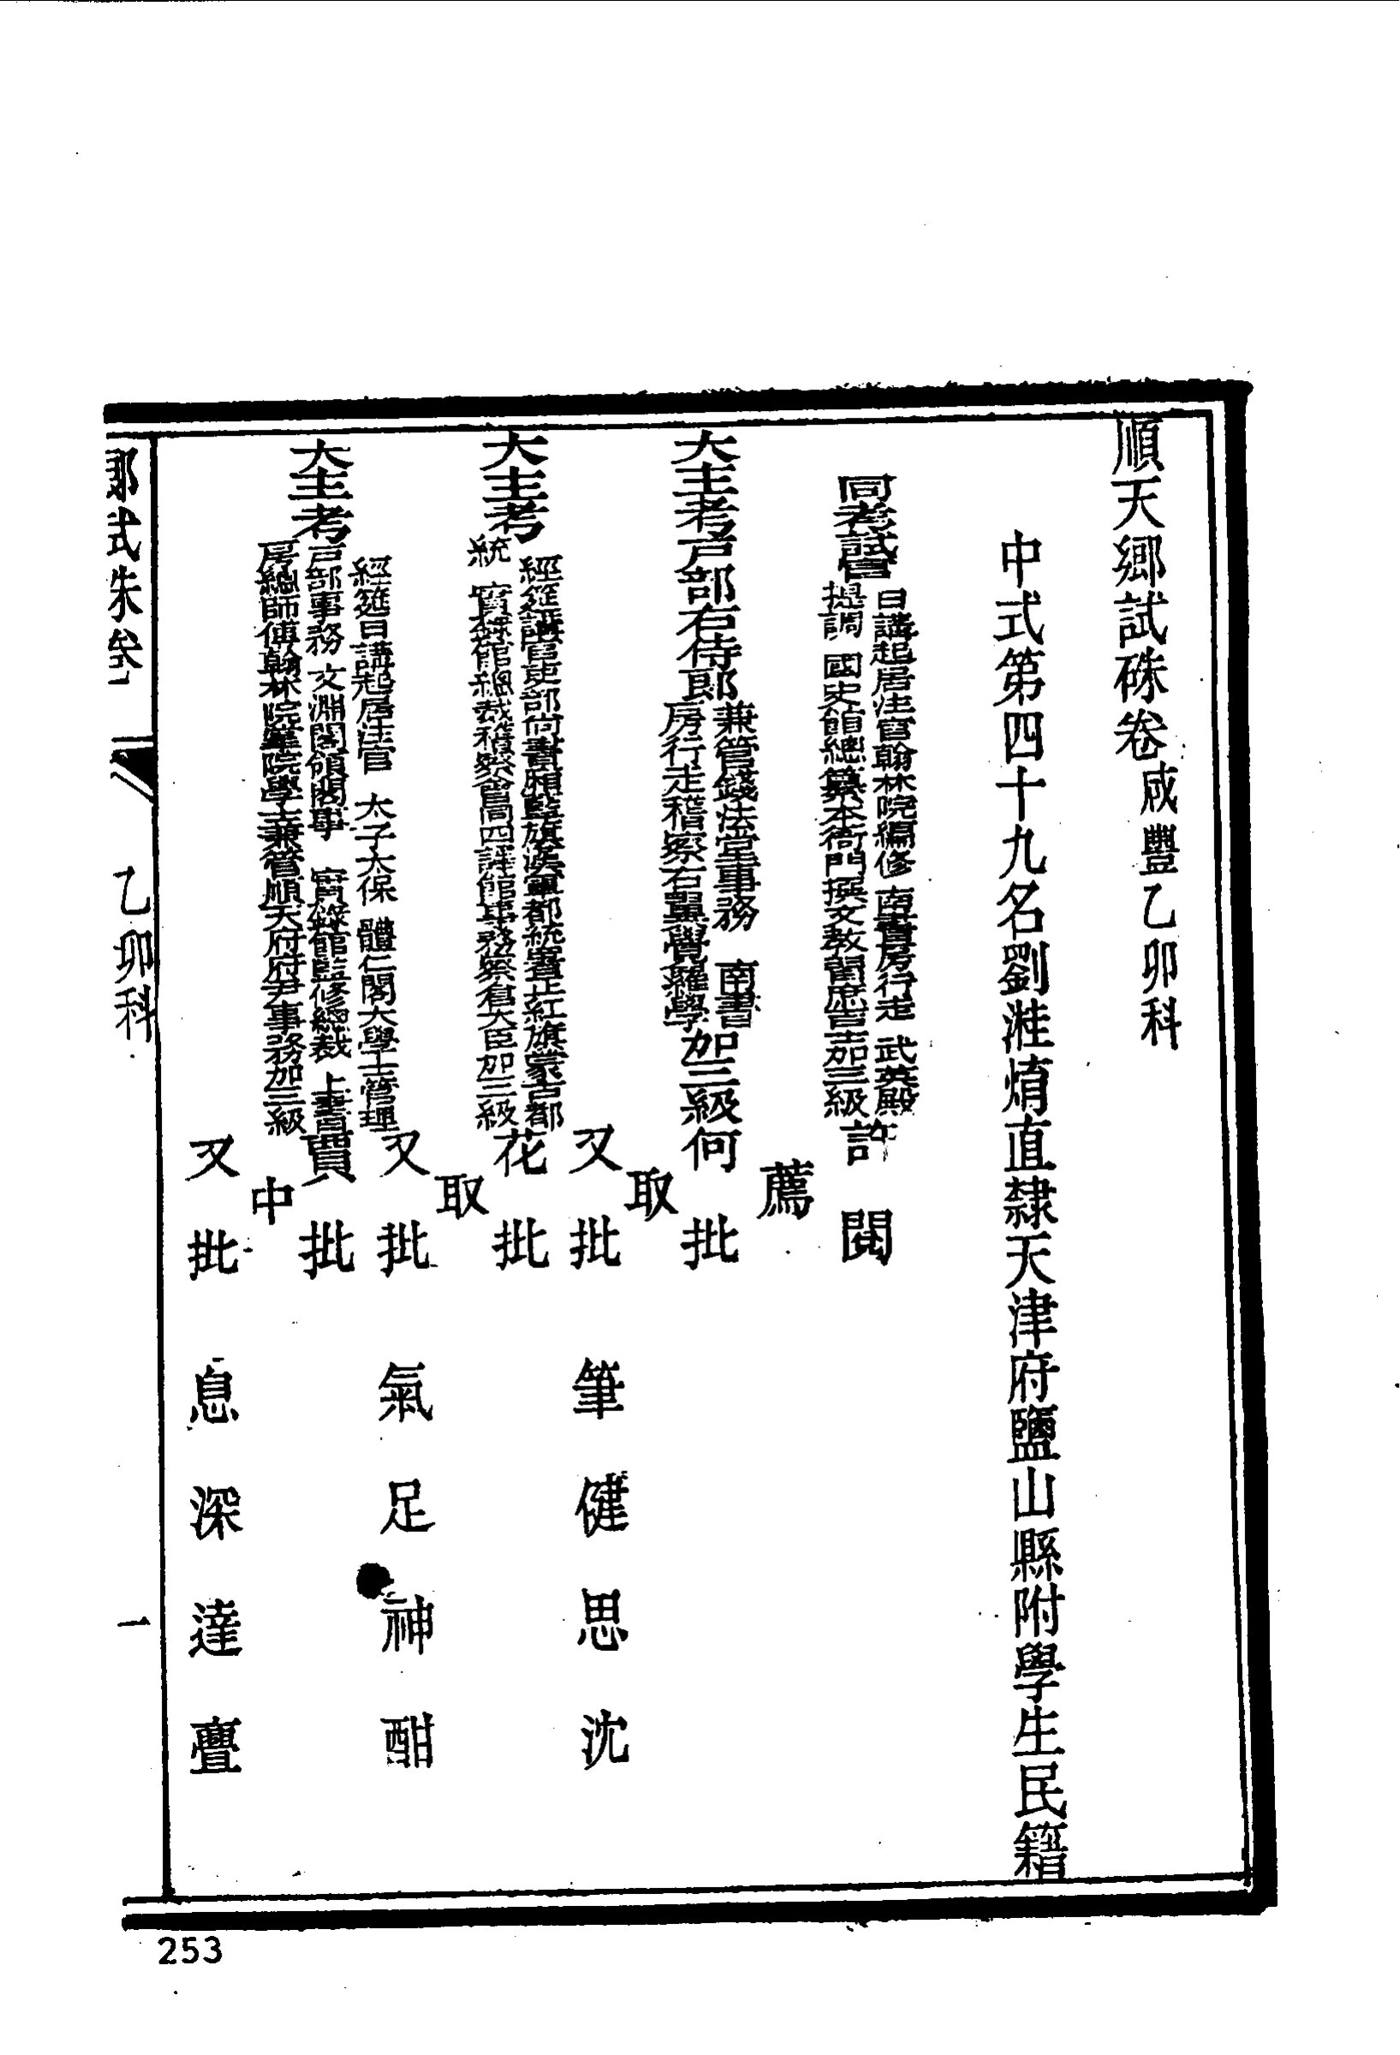 順天鄉試硃卷咸豐乙卯科
中式第四十九名劉溎焴直隸天津府鹽山縣附學生民籍
同考試官
日講起居注官翰林院編修 南書房行走 武英殿
提調 國史館總纂本衙門撰文教習庶吉士加三級
許 閱
薦
大主考戶部右侍郎
兼管錢法堂事務 南書
房行走稽察右翼覺羅學
加三級何 批
取
又批 筆健思沈
大主考
經筵講官吏部尚書鑲藍旗漢軍都統署正紅旗蒙古都
統 實錄館總裁稽察會同四譯館事務察倉大臣加三級
花 批
取
又批 氣足神酣
大主考
經筵日講起居注官 太子太保 體仁閣大學士管理
戶部事務 文淵閣領閣事 實錄館監修總裁 上書
房總師傅翰林院掌院學士兼管順天府府尹事務加三級
賈 批
中
又批 息深達亹
鄉試硃卷 乙卯科 一
253